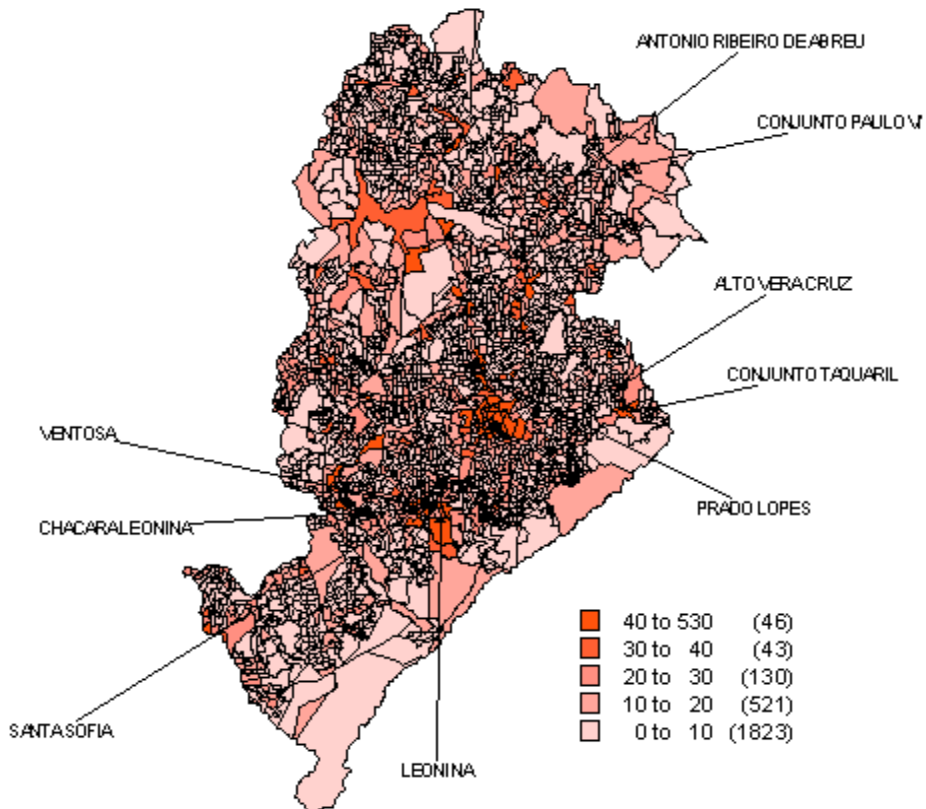 ANTONIO RIBEIRO DE ABREU
CONJUNTO PAULO VI
ALTO VERA CRUZ
CONJUNTO TAQUARIL
VENTOSA
PRADO LOPES
CHACARA LEONINA
40 to 530 (46)
30 to 40 (43)
20 to 30 (130)
10 to 20 (521)
0 to 10 (1823)
SANTA SOFIA
LEONINA